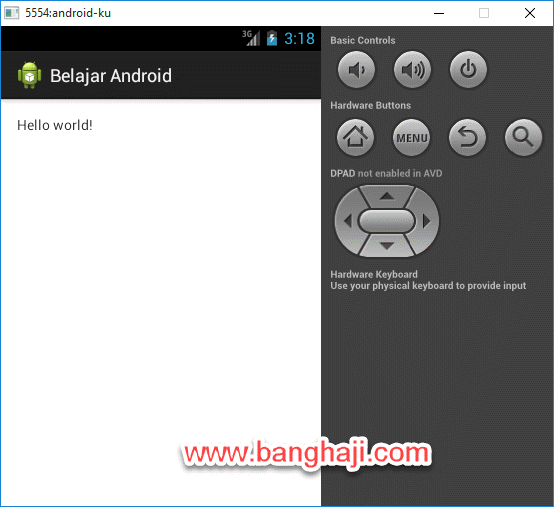 5554:android-ku
3G 3:18
Belajar Android
Hello world!
Basic Controls
Hardware Buttons
MENU
DPAD not enabled in AVD
Hardware Keyboard
Use your physical keyboard to provide input
www.banghaji.com